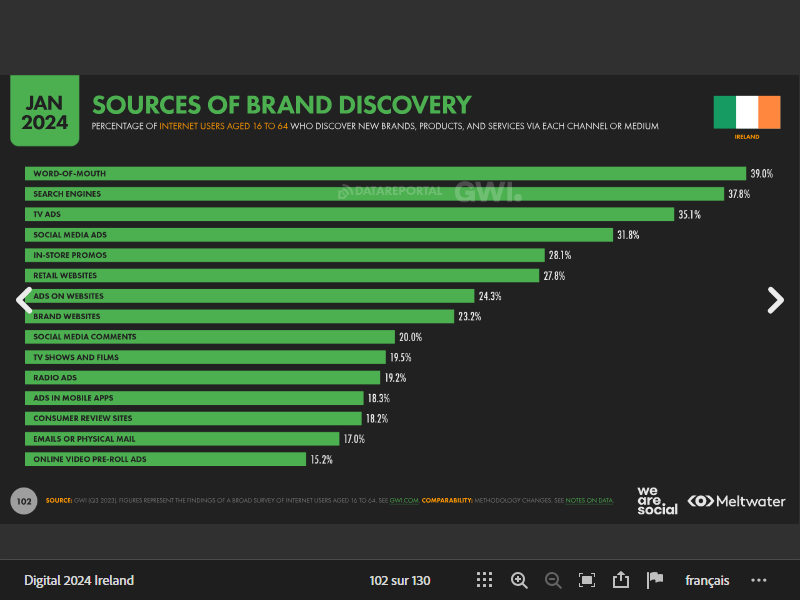 JAN
2024
SOURCES OF BRAND DISCOVERY
PERCENTAGE OF INTERNET USERS AGED 16 TO 64 WHO DISCOVER NEW BRANDS, PRODUCTS, AND SERVICES VIA EACH CHANNEL OR MEDIUM
IRELAND
WORD-OF-MOUTH 39.0%
DATAREPORTAL GWI.
SEARCH ENGINES 37.8%
TV ADS 35.1%
SOCIAL MEDIA ADS 31.8%
IN-STORE PROMOS 28.1%
RETAIL WEBSITES 27.8%
ADS ON WEBSITES 24.3%
BRAND WEBSITES 23.2%
SOCIAL MEDIA COMMENTS 20.0%
TV SHOWS AND FILMS 19.5%
RADIO ADS 19.2%
ADS IN MOBILE APPS 18.3%
CONSUMER REVIEW SITES 18.2%
EMAILS OR PHYSICAL MAIL 17.0%
ONLINE VIDEO PRE-ROLL ADS 15.2%
102
SOURCE: GWI (Q3 2023). FIGURES REPRESENT THE FINDINGS OF A BROAD SURVEY OF INTERNET USERS AGED 16 TO 64. SEE GWI.COM. COMPARABILITY: METHODOLOGY CHANGES. SEE NOTES ON DATA.
we
are.
social
Meltwater
Digital 2024 Ireland 102 sur 130 français